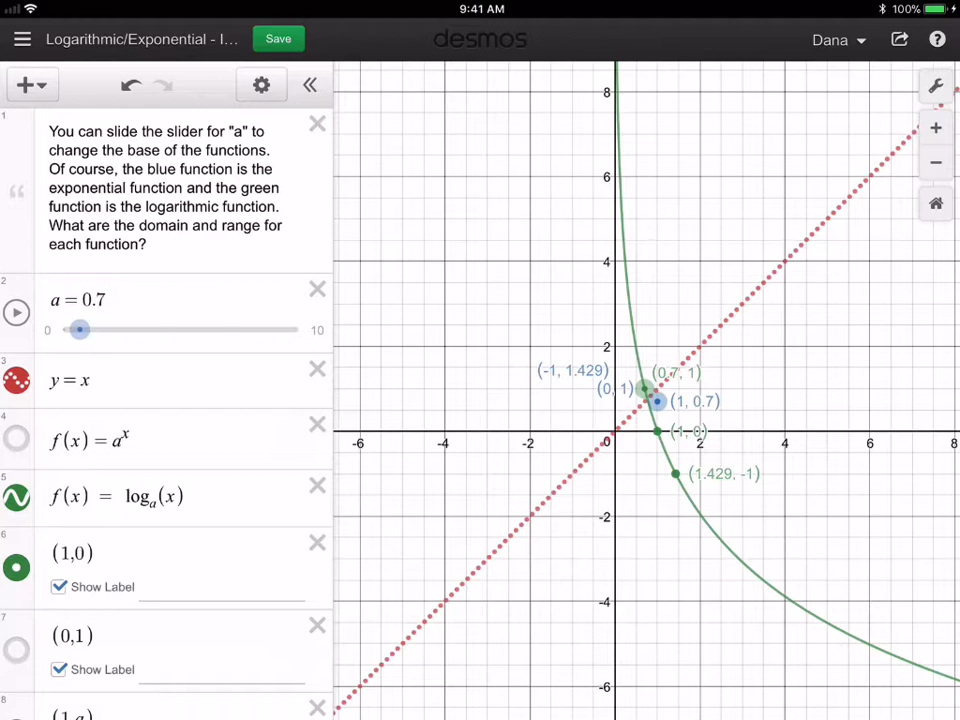 9:41 AM
100%
Logarithmic/Exponential - I...
Save
desmos
Dana
1
You can slide the slider for "a" to
change the base of the functions.
Of course, the blue function is the
exponential function and the green
function is the logarithmic function.
What are the domain and range for
each function?
2
a = 0.7
0
10
3
y = x
4
f(x) = a^x
5
f(x) = log_a(x)
6
(1,0)
Show Label
7
(0,1)
Show Label
8
(1,a)
8
6
4
2
0
-2
-4
-6
-6
-4
-2
2
4
6
8
(-1, 1.429)
(0.7, 1)
(0, 1)
(1, 0.7)
(1, 0)
(1.429, -1)